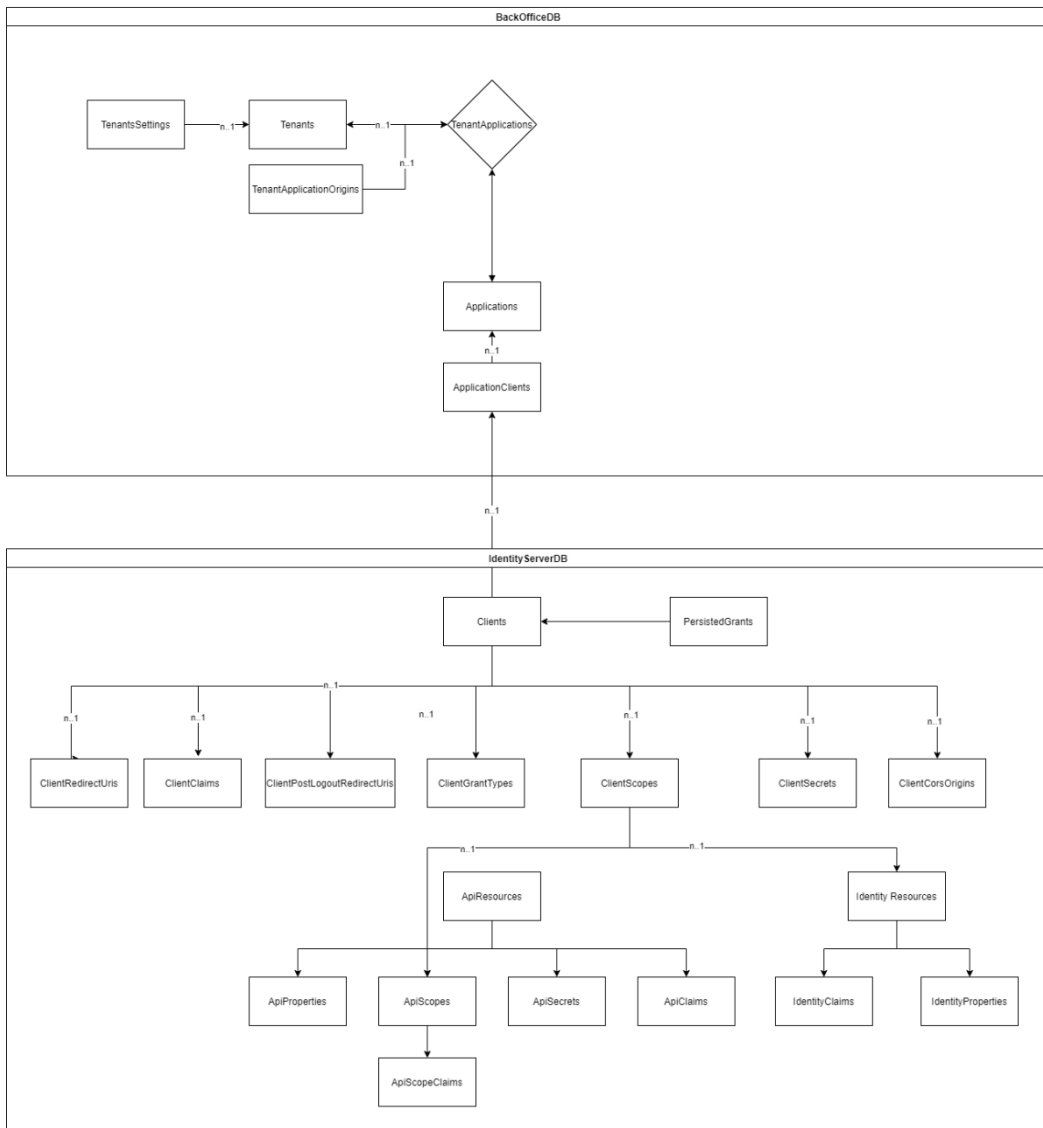 BackOfficeDB
TenantsSettings
n..1
Tenants
n..1
TenantApplications
n..1
TenantApplicationOrigins
Applications
n..1
ApplicationClients
n..1
IdentityServerDB
Clients
PersistedGrants
n..1
n..1
n..1
n..1
n..1
n..1
n..1
ClientRedirectUris
ClientClaims
ClientPostLogoutRedirectUris
ClientGrantTypes
ClientScopes
ClientSecrets
ClientCorsOrigins
n..1
n..1
ApiResources
Identity Resources
ApiProperties
ApiScopes
ApiSecrets
ApiClaims
IdentityClaims
IdentityProperties
ApiScopeClaims